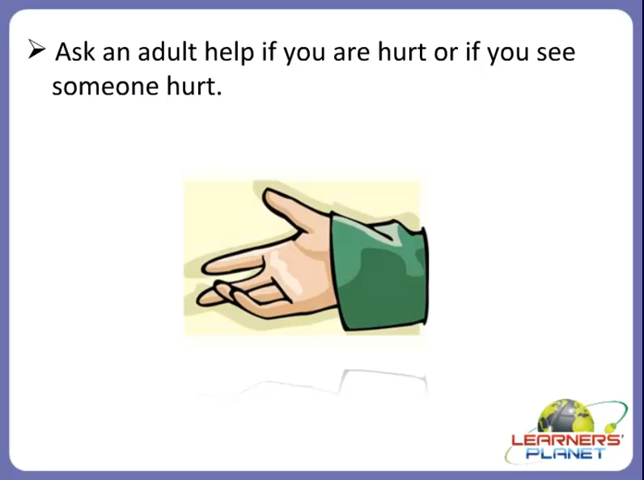 ➢ Ask an adult help if you are hurt or if you see
someone hurt.
LEARNERS'
PLANET